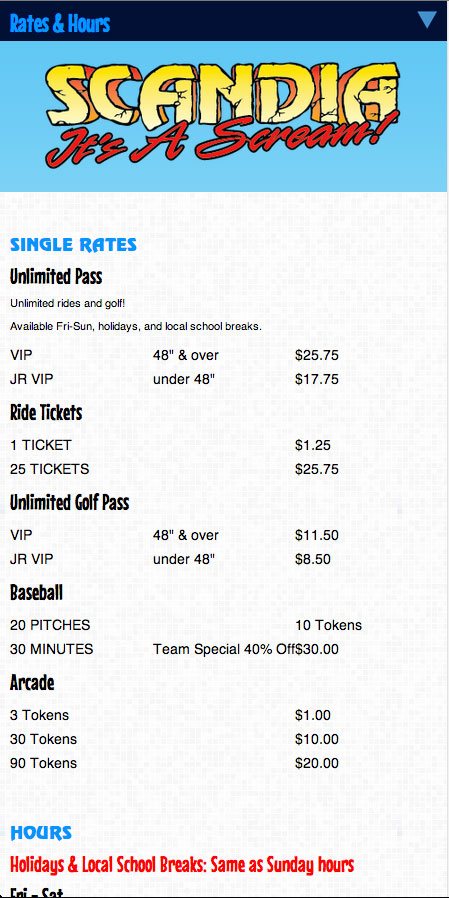 Rates & Hours
SCANDIA
It's A Scream!
SINGLE RATES
Unlimited Pass
Unlimited rides and golf!
Available Fri-Sun, holidays, and local school breaks.
VIP 48" & over $25.75
JR VIP under 48" $17.75
Ride Tickets
1 TICKET $1.25
25 TICKETS $25.75
Unlimited Golf Pass
VIP 48" & over $11.50
JR VIP under 48" $8.50
Baseball
20 PITCHES 10 Tokens
30 MINUTES Team Special 40% Off$30.00
Arcade
3 Tokens $1.00
30 Tokens $10.00
90 Tokens $20.00
HOURS
Holidays & Local School Breaks: Same as Sunday hours
Fri - Sat